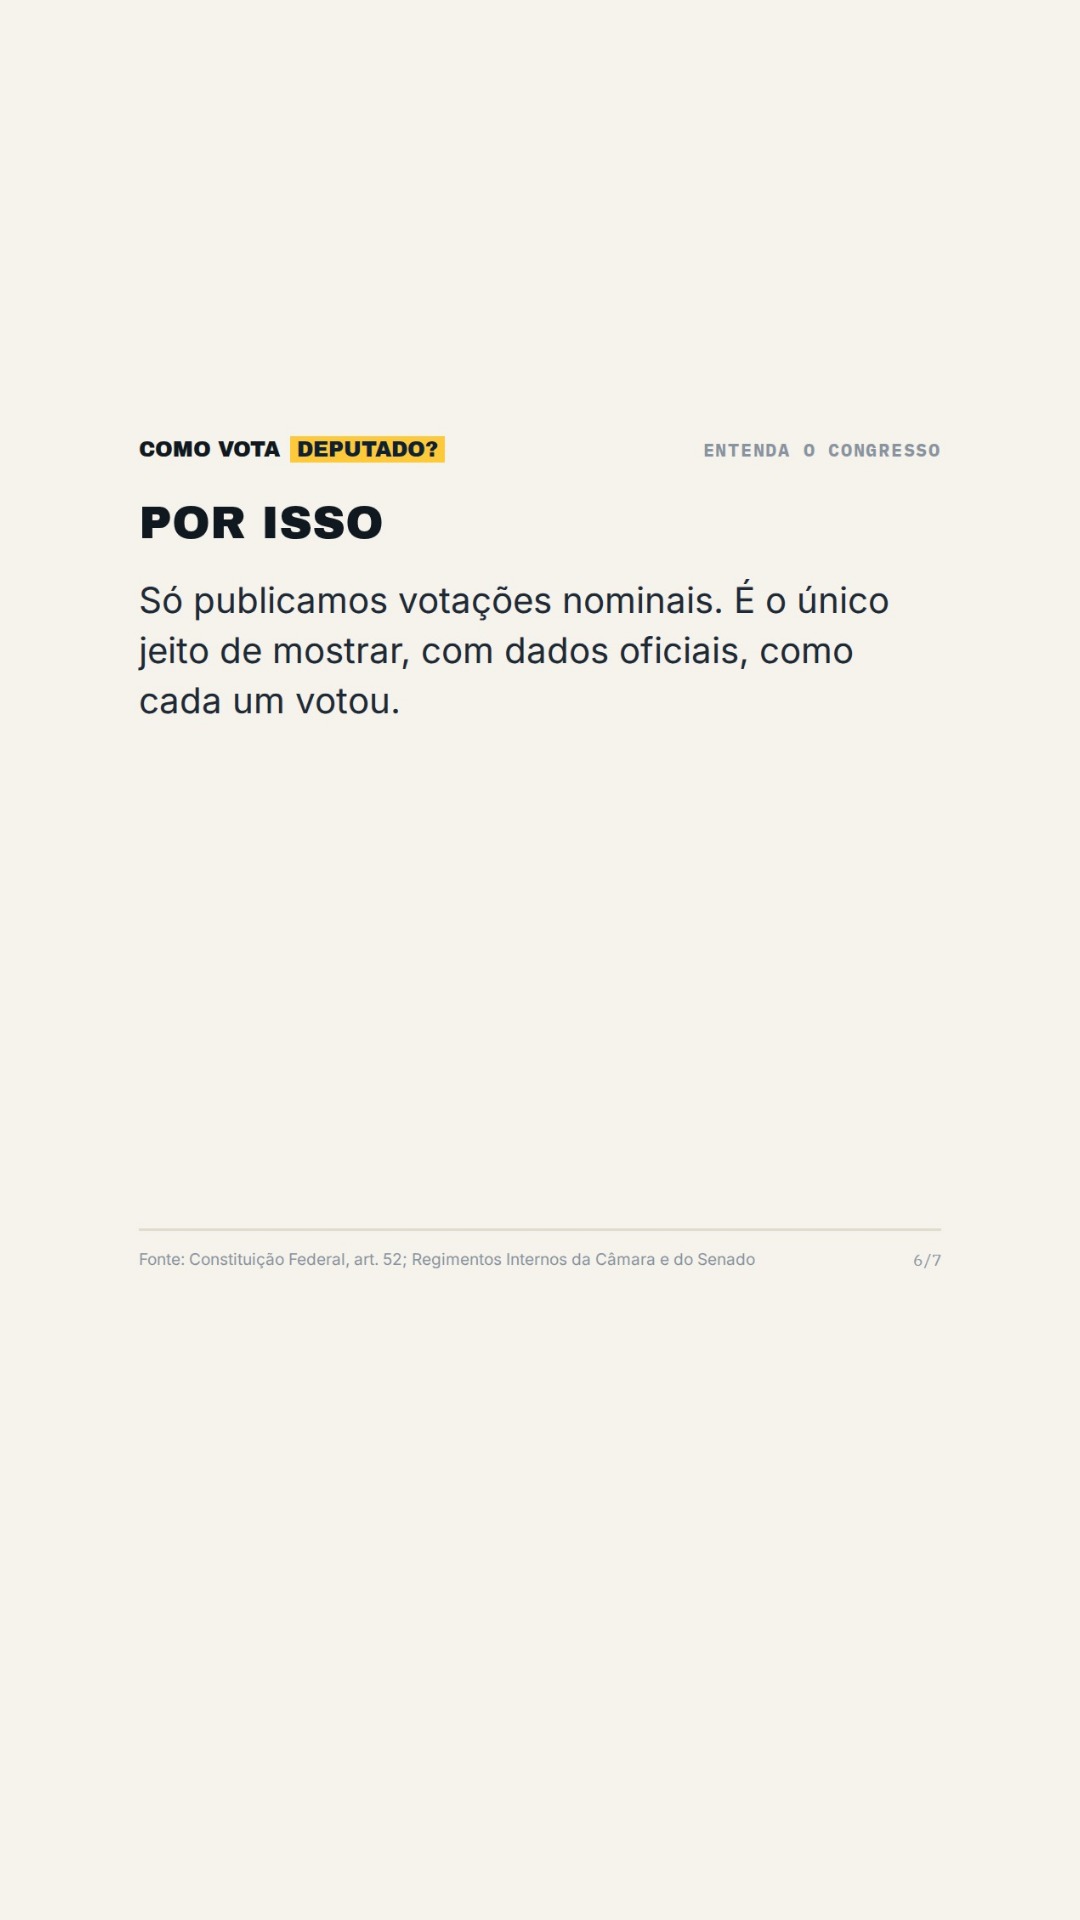 COMO VOTA DEPUTADO?
ENTENDA O CONGRESSO
POR ISSO
Só publicamos votações nominais. É o único
jeito de mostrar, com dados oficiais, como
cada um votou.
Fonte: Constituição Federal, art. 52; Regimentos Internos da Câmara e do Senado
6/7